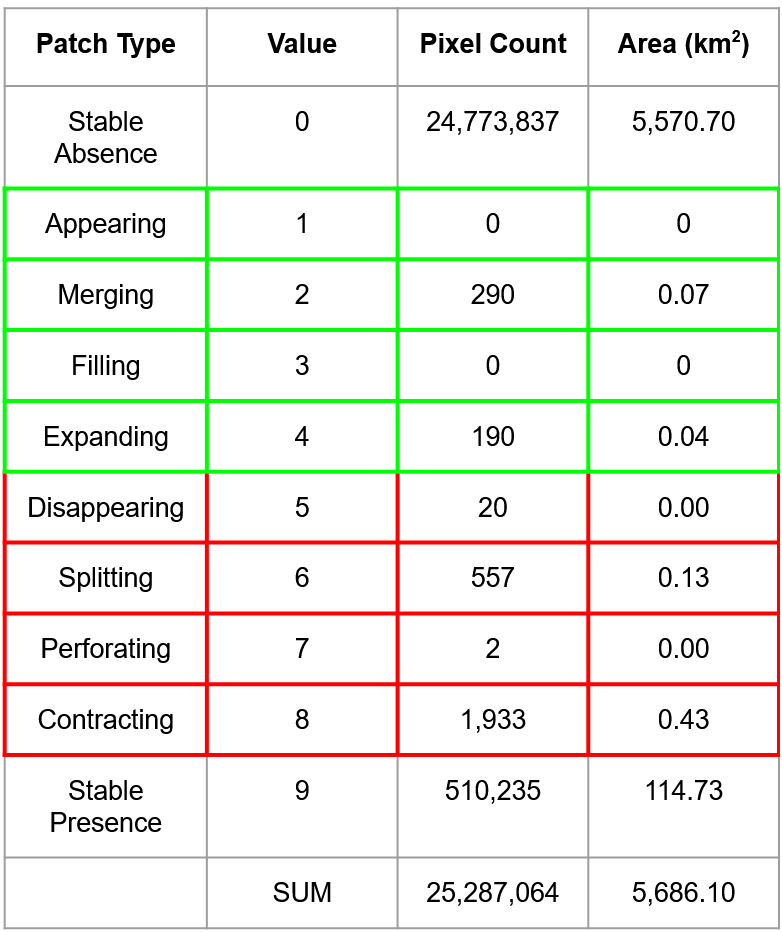 Patch Type Value Pixel Count Area (km²)
Stable
Absence 0 24,773,837 5,570.70
Appearing 1 0 0
Merging 2 290 0.07
Filling 3 0 0
Expanding 4 190 0.04
Disappearing 5 20 0.00
Splitting 6 557 0.13
Perforating 7 2 0.00
Contracting 8 1,933 0.43
Stable
Presence 9 510,235 114.73
SUM 25,287,064 5,686.10